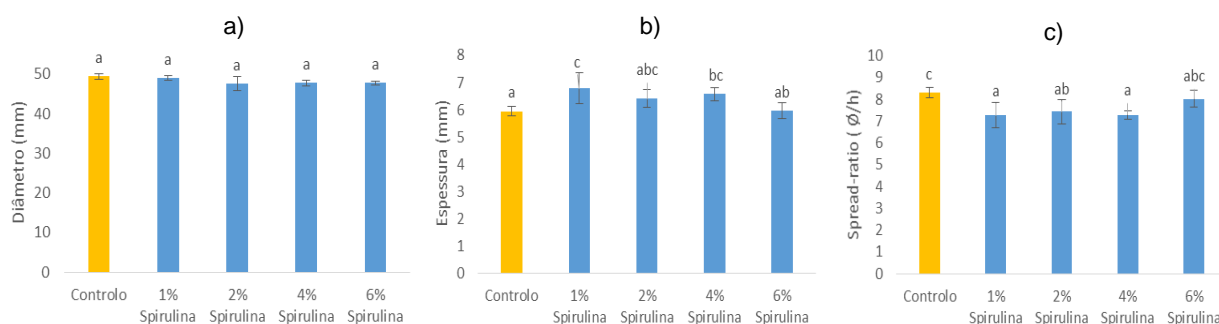 a)
Diâmetro (mm)
50
40
30
20
10
0
a
a
a
a
a
Controlo
1%
Spirulina
2%
Spirulina
4%
Spirulina
6%
Spirulina
b)
Espessura (mm)
8
7
6
5
4
3
2
1
0
a
c
abc
bc
ab
Controlo
1%
Spirulina
2%
Spirulina
4%
Spirulina
6%
Spirulina
c)
Spread-ratio ( Ø/h)
10
9
8
7
6
5
4
3
2
1
0
c
a
ab
a
abc
Controlo
1%
Spirulina
2%
Spirulina
4%
Spirulina
6%
Spirulina